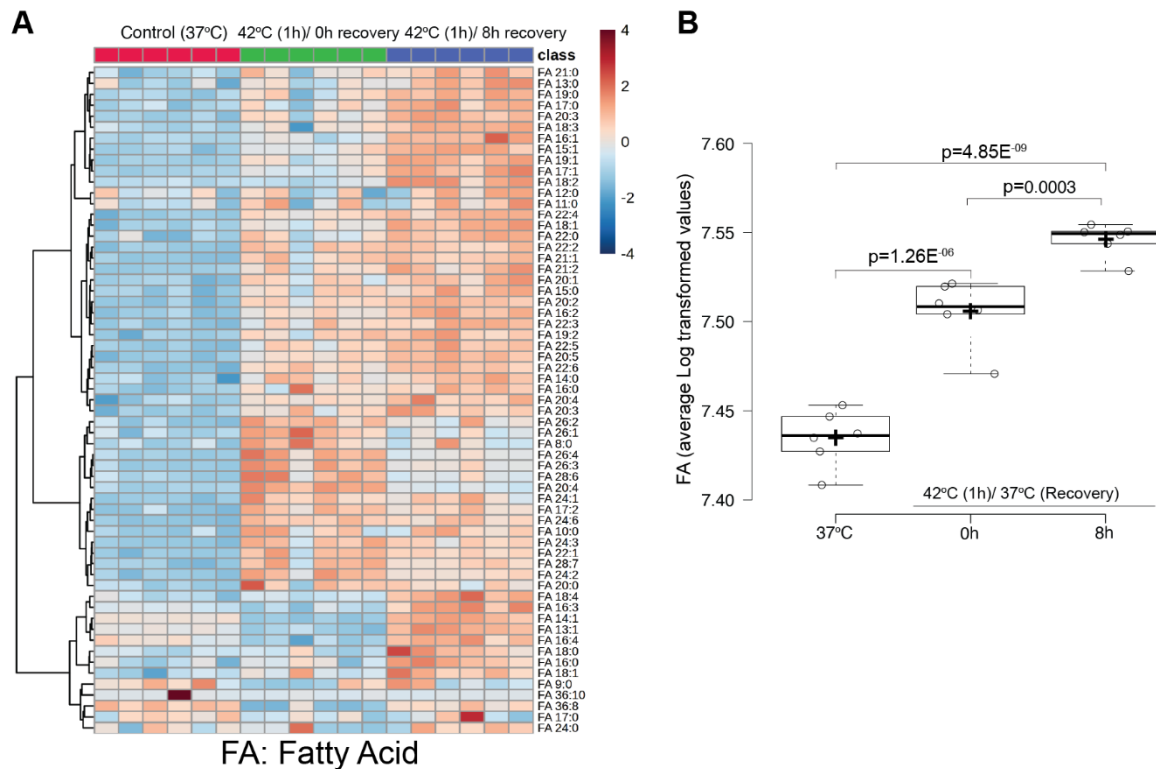 A
Control (37ºC) 42ºC (1h)/ 0h recovery 42ºC (1h)/ 8h recovery
class
FA 21:0
FA 13:0
FA 19:0
FA 17:0
FA 20:3
FA 18:3
FA 16:1
FA 15:1
FA 19:1
FA 17:1
FA 18:2
FA 12:0
FA 11:0
FA 22:4
FA 18:1
FA 22:0
FA 22:2
FA 21:1
FA 21:2
FA 20:1
FA 15:0
FA 20:2
FA 16:2
FA 22:3
FA 19:2
FA 22:5
FA 20:5
FA 22:6
FA 14:0
FA 16:0
FA 20:4
FA 20:3
FA 26:2
FA 26:1
FA 8:0
FA 26:4
FA 26:3
FA 28:6
FA 20:4
FA 24:1
FA 17:2
FA 24:6
FA 10:0
FA 24:3
FA 22:1
FA 28:7
FA 24:2
FA 20:0
FA 18:4
FA 16:3
FA 14:1
FA 13:1
FA 16:4
FA 18:0
FA 16:0
FA 18:1
FA 9:0
FA 36:10
FA 36:8
FA 17:0
FA 24:0
4
2
0
-2
-4
FA: Fatty Acid
B
FA (average Log transformed values)
7.60
7.55
7.50
7.45
7.40
p=4.85E-09
p=0.0003
p=1.26E-06
42ºC (1h)/ 37ºC (Recovery)
37ºC
0h
8h